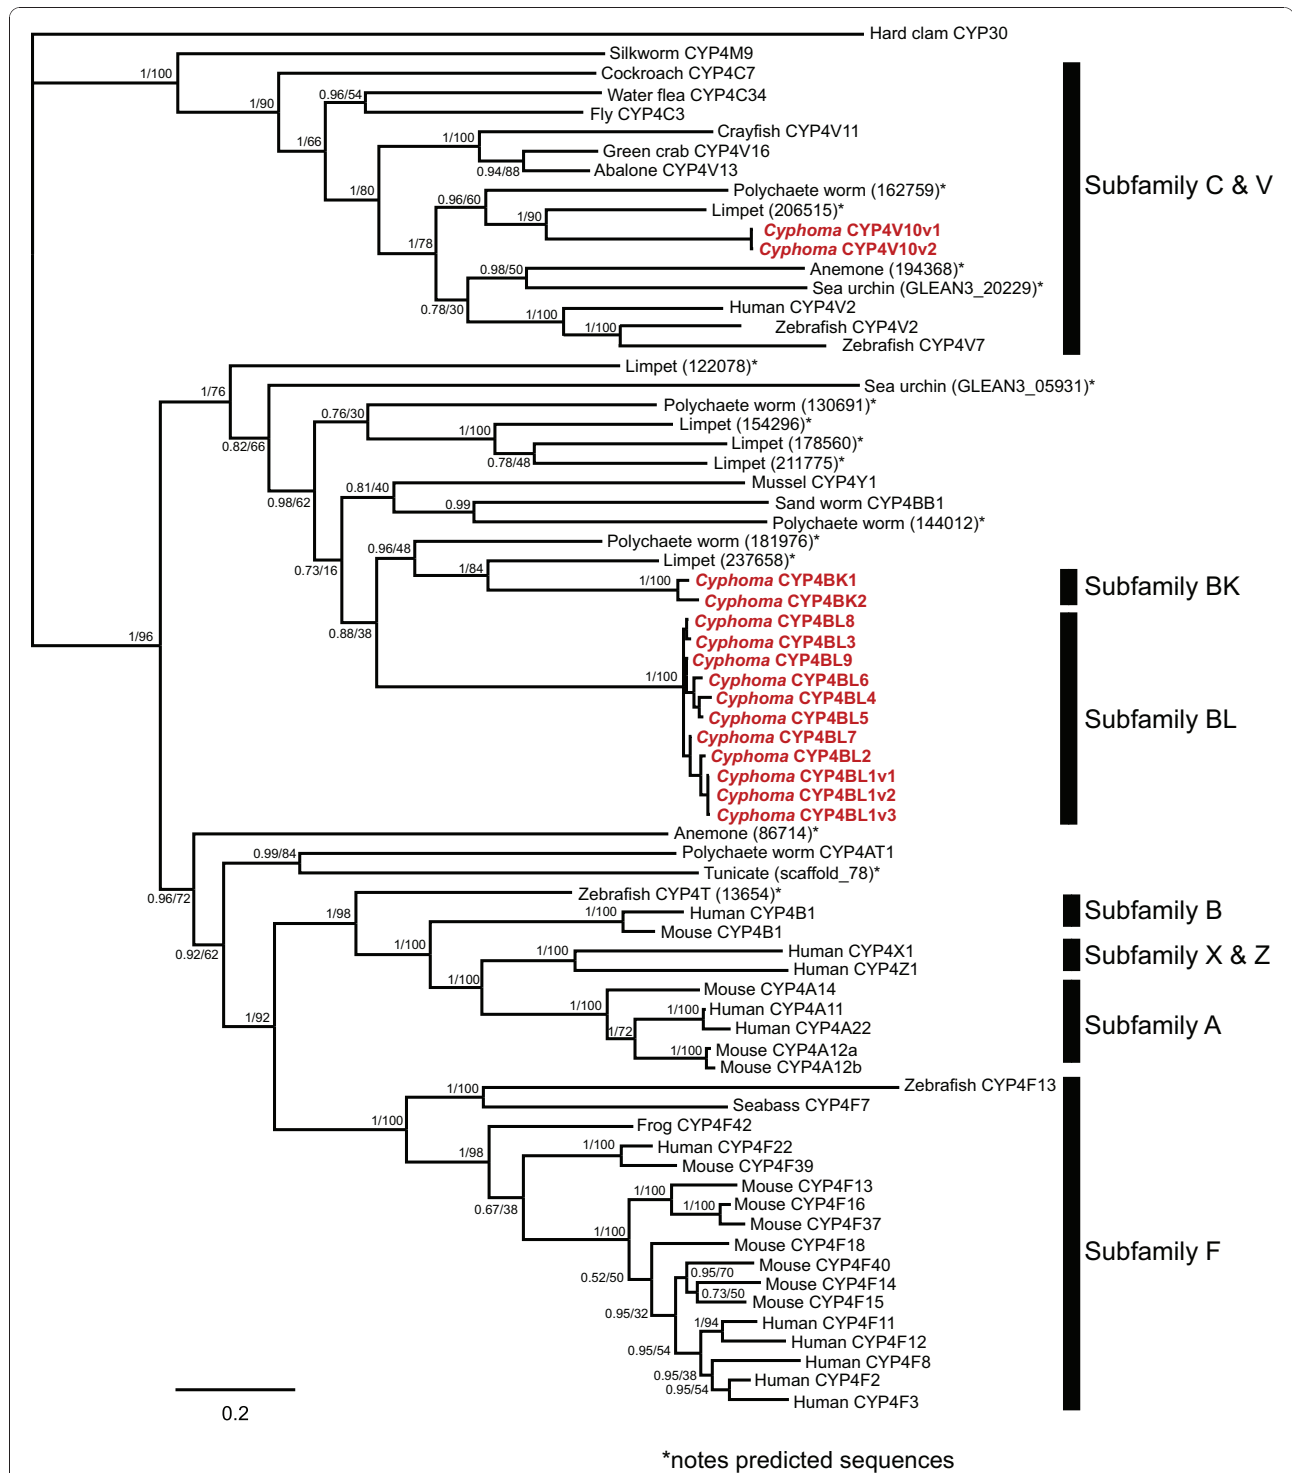 Hard clam CYP30
Silkworm CYP4M9
1/100
Cockroach CYP4C7
1/90
0.96/54
Water flea CYP4C34
Fly CYP4C3
1/66
1/100
Crayfish CYP4V11
Green crab CYP4V16
0.94/88
Abalone CYP4V13
Subfamily C & V
1/80
0.96/60
Polychaete worm (162759)*
1/90
Limpet (206515)*
Cyphoma CYP4V10v1
1/78
Cyphoma CYP4V10v2
0.98/50
Anemone (194368)*
Sea urchin (GLEAN3_20229)*
0.78/30
1/100
Human CYP4V2
1/100
Zebrafish CYP4V2
Zebrafish CYP4V7
Limpet (122078)*
1/76
Sea urchin (GLEAN3_05931)*
0.82/66
0.76/30
Polychaete worm (130691)*
1/100
Limpet (154296)*
Limpet (178560)*
0.78/48
Limpet (211775)*
0.98/62
0.81/40
Mussel CYP4Y1
0.99
Sand worm CYP4BB1
Polychaete worm (144012)*
0.73/16
0.96/48
Polychaete worm (181976)*
1/84
Limpet (237658)*
1/100
Cyphoma CYP4BK1
Cyphoma CYP4BK2
Subfamily BK
0.88/38
Cyphoma CYP4BL8
Cyphoma CYP4BL3
1/96
Cyphoma CYP4BL9
1/100
Cyphoma CYP4BL6
Cyphoma CYP4BL4
Cyphoma CYP4BL5
Subfamily BL
Cyphoma CYP4BL7
Cyphoma CYP4BL2
Cyphoma CYP4BL1v1
Cyphoma CYP4BL1v2
Cyphoma CYP4BL1v3
Anemone (86714)*
0.96/72
0.99/84
Polychaete worm CYP4AT1
Tunicate (scaffold_78)*
0.92/62
1/98
Zebrafish CYP4T (13654)*
1/100
Human CYP4B1
Mouse CYP4B1
Subfamily B
1/100
1/100
Human CYP4X1
Human CYP4Z1
Subfamily X & Z
1/100
1/100
Mouse CYP4A14
1/100
Human CYP4A11
1/72
Human CYP4A22
Subfamily A
1/100
Mouse CYP4A12a
Mouse CYP4A12b
1/92
1/100
Zebrafish CYP4F13
Seabass CYP4F7
1/100
Frog CYP4F42
1/98
1/100
Human CYP4F22
Mouse CYP4F39
0.67/38
1/100
Mouse CYP4F13
1/100
Mouse CYP4F16
Mouse CYP4F37
1/100
Mouse CYP4F18
Subfamily F
0.52/50
0.95/70
Mouse CYP4F40
0.73/50
Mouse CYP4F14
Mouse CYP4F15
0.95/32
1/94
Human CYP4F11
Human CYP4F12
0.95/54
Human CYP4F8
0.95/38
Human CYP4F2
0.95/54
Human CYP4F3
0.2
*notes predicted sequences